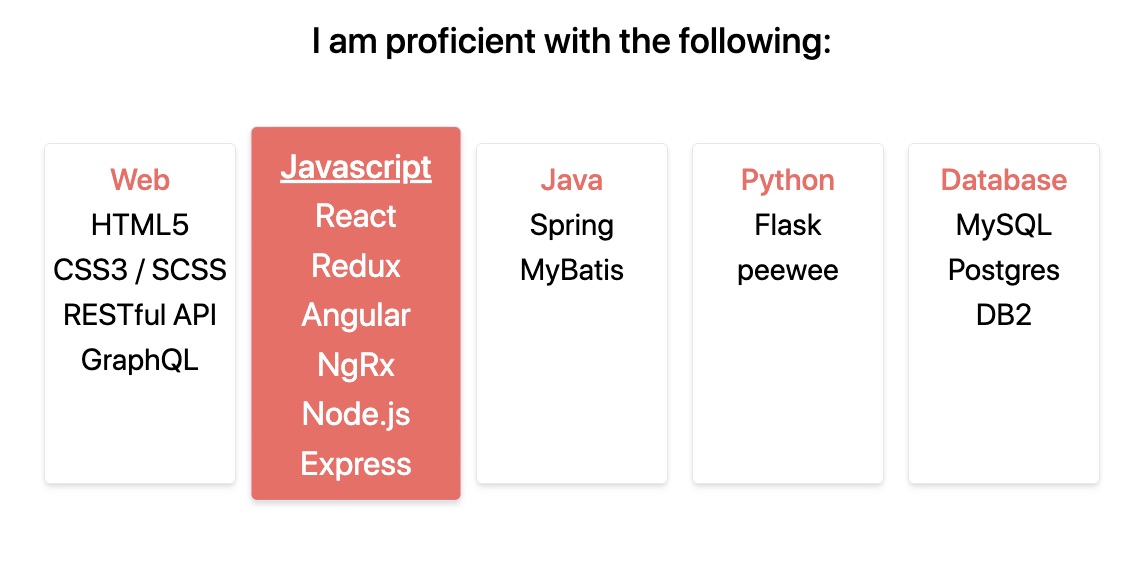 I am proficient with the following:
Web
HTML5
CSS3 / SCSS
RESTful API
GraphQL
Javascript
React
Redux
Angular
NgRx
Node.js
Express
Java
Spring
MyBatis
Python
Flask
peewee
Database
MySQL
Postgres
DB2